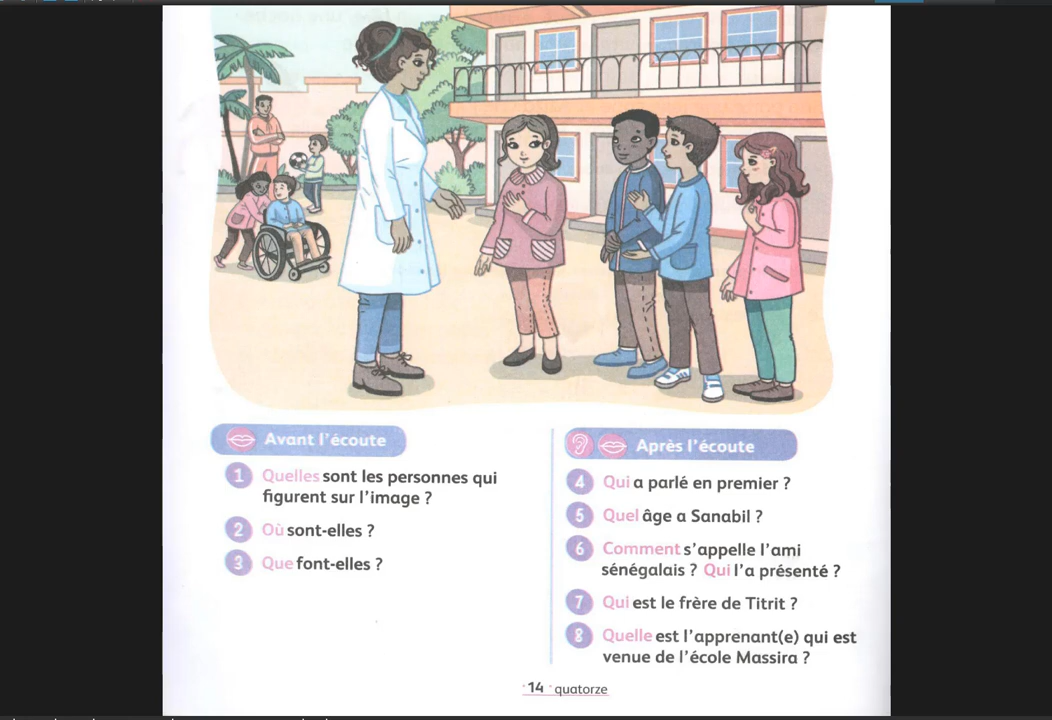 Avant l'écoute
1 Quelles sont les personnes qui
figurent sur l'image ?
2 Où sont-elles ?
3 Que font-elles ?
Après l'écoute
4 Qui a parlé en premier ?
5 Quel âge a Sanabil ?
6 Comment s'appelle l'ami
sénégalais ? Qui l'a présenté ?
7 Qui est le frère de Titrit ?
8 Quelle est l'apprenant(e) qui est
venue de l'école Massira ?
14 quatorze